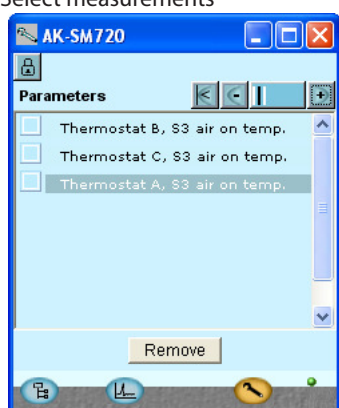 Select measurements
AK-SM720
Parameters
Thermostat B, S3 air on temp.
Thermostat C, S3 air on temp.
Thermostat A, S3 air on temp.
Remove